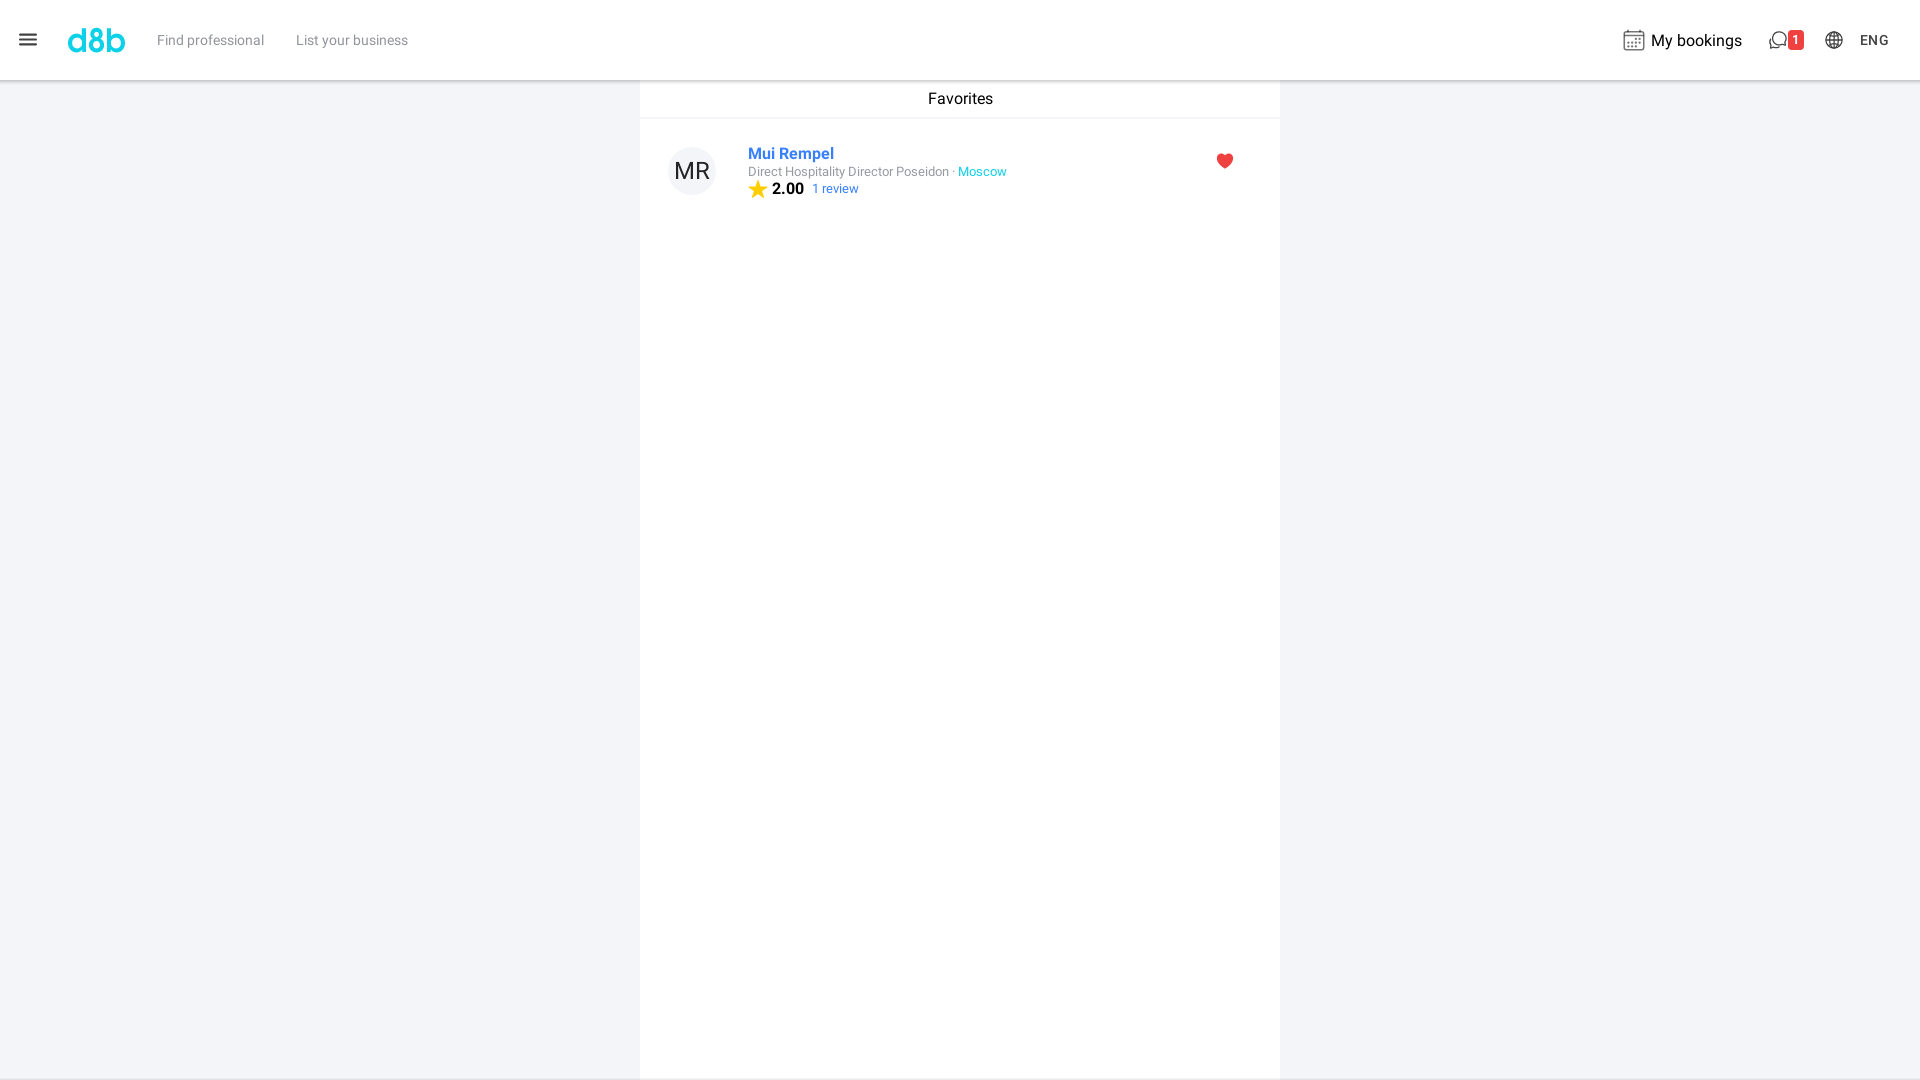 d8b Find professional List your business My bookings 1 ENG
Favorites
MR
Mui Rempel
Direct Hospitality Director Poseidon · Moscow
2.00 1 review